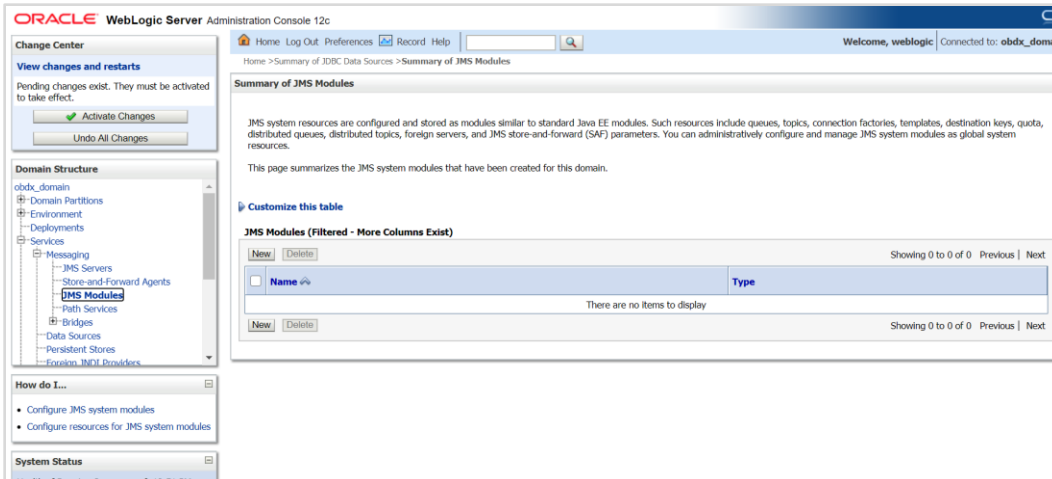 ORACLE WebLogic Server Administration Console 12c
Change Center
View changes and restarts
Pending changes exist. They must be activated
to take effect.
Activate Changes
Undo All Changes
Domain Structure
obdx_domain
Domain Partitions
Environment
Deployments
Services
Messaging
JMS Servers
Store-and-Forward Agents
JMS Modules
Path Services
Bridges
Data Sources
Persistent Stores
Foreign JNDI Providers
How do I...
Configure JMS system modules
Configure resources for JMS system modules
System Status
Home Log Out Preferences Record Help
Welcome, weblogic Connected to: obdx_doma
Home >Summary of JDBC Data Sources >Summary of JMS Modules
Summary of JMS Modules
JMS system resources are configured and stored as modules similar to standard Java EE modules. Such resources include queues, topics, connection factories, templates, destination keys, quota,
distributed queues, distributed topics, foreign servers, and JMS store-and-forward (SAF) parameters. You can administratively configure and manage JMS system modules as global system
resources.
This page summarizes the JMS system modules that have been created for this domain.
Customize this table
JMS Modules (Filtered - More Columns Exist)
New Delete Showing 0 to 0 of 0 Previous | Next
Name Type
There are no items to display
New Delete Showing 0 to 0 of 0 Previous | Next